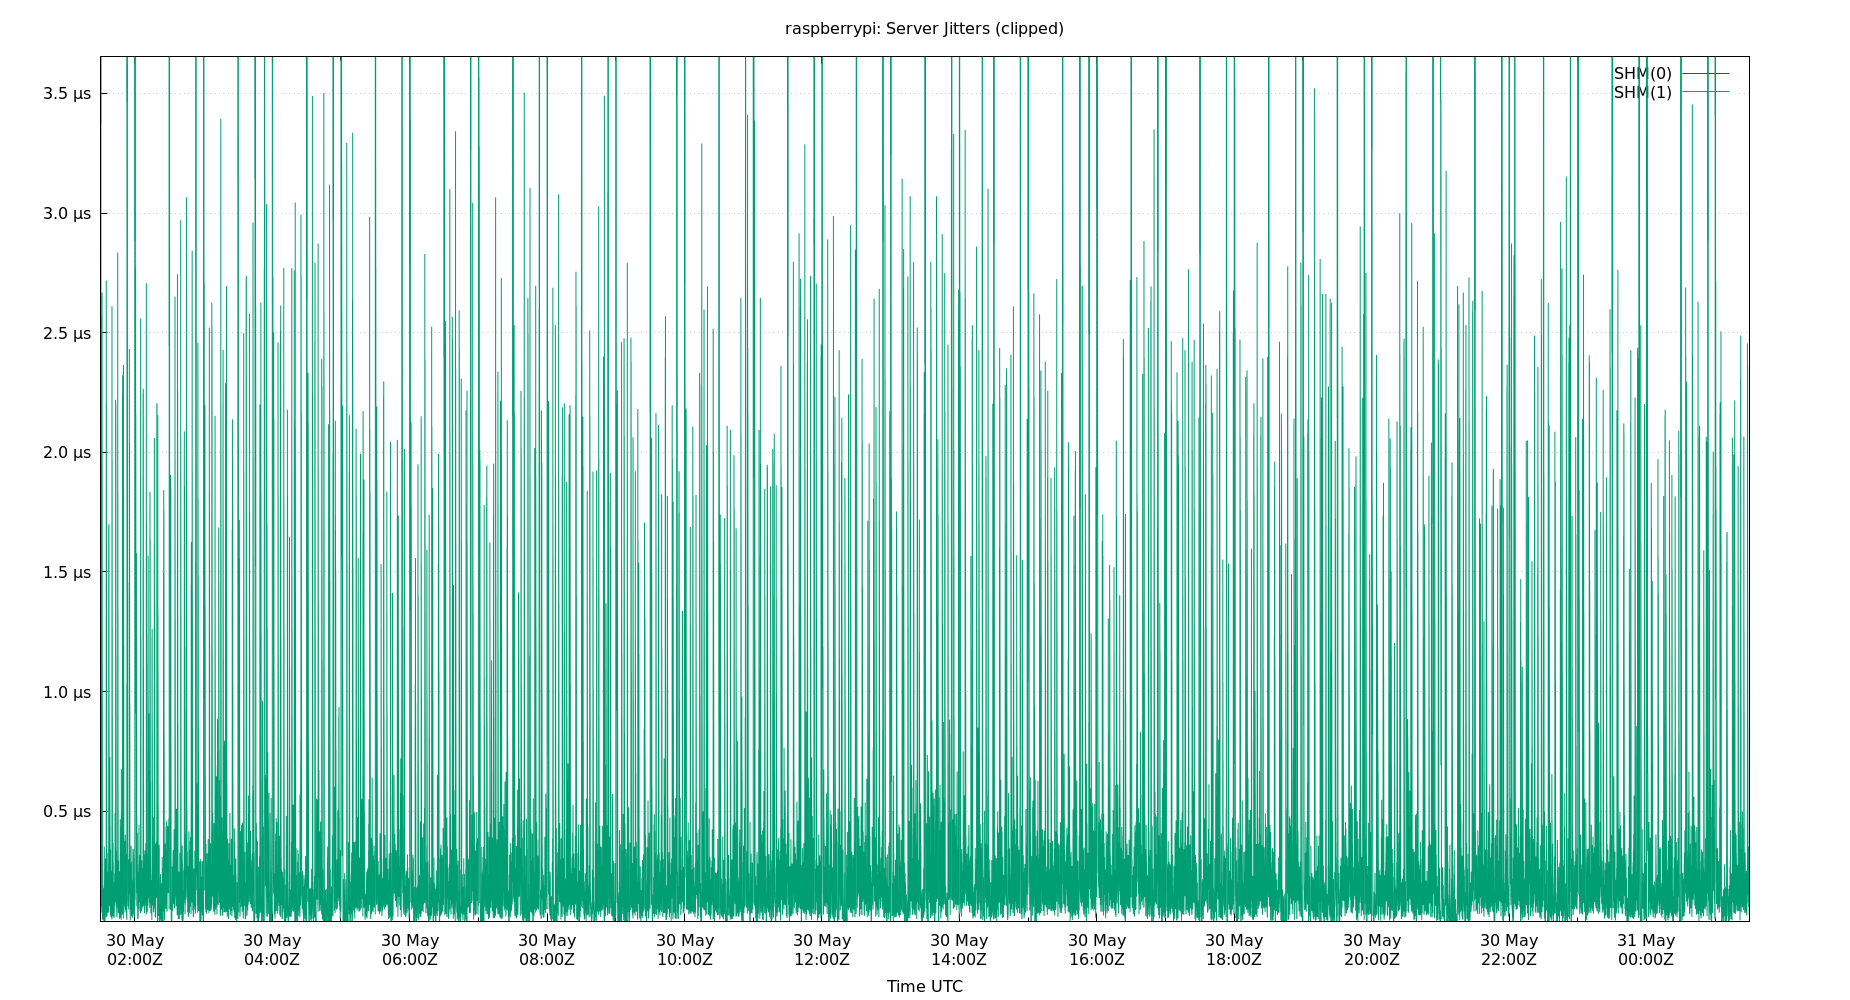 raspberrypi: Server Jitters (clipped)
SHM(0)
SHM(1)
3.5 µs
3.0 µs
2.5 µs
2.0 µs
1.5 µs
1.0 µs
0.5 µs
30 May 30 May 30 May 30 May 30 May 30 May 30 May 30 May 30 May 30 May 30 May 31 May
02:00Z 04:00Z 06:00Z 08:00Z 10:00Z 12:00Z 14:00Z 16:00Z 18:00Z 20:00Z 22:00Z 00:00Z
Time UTC